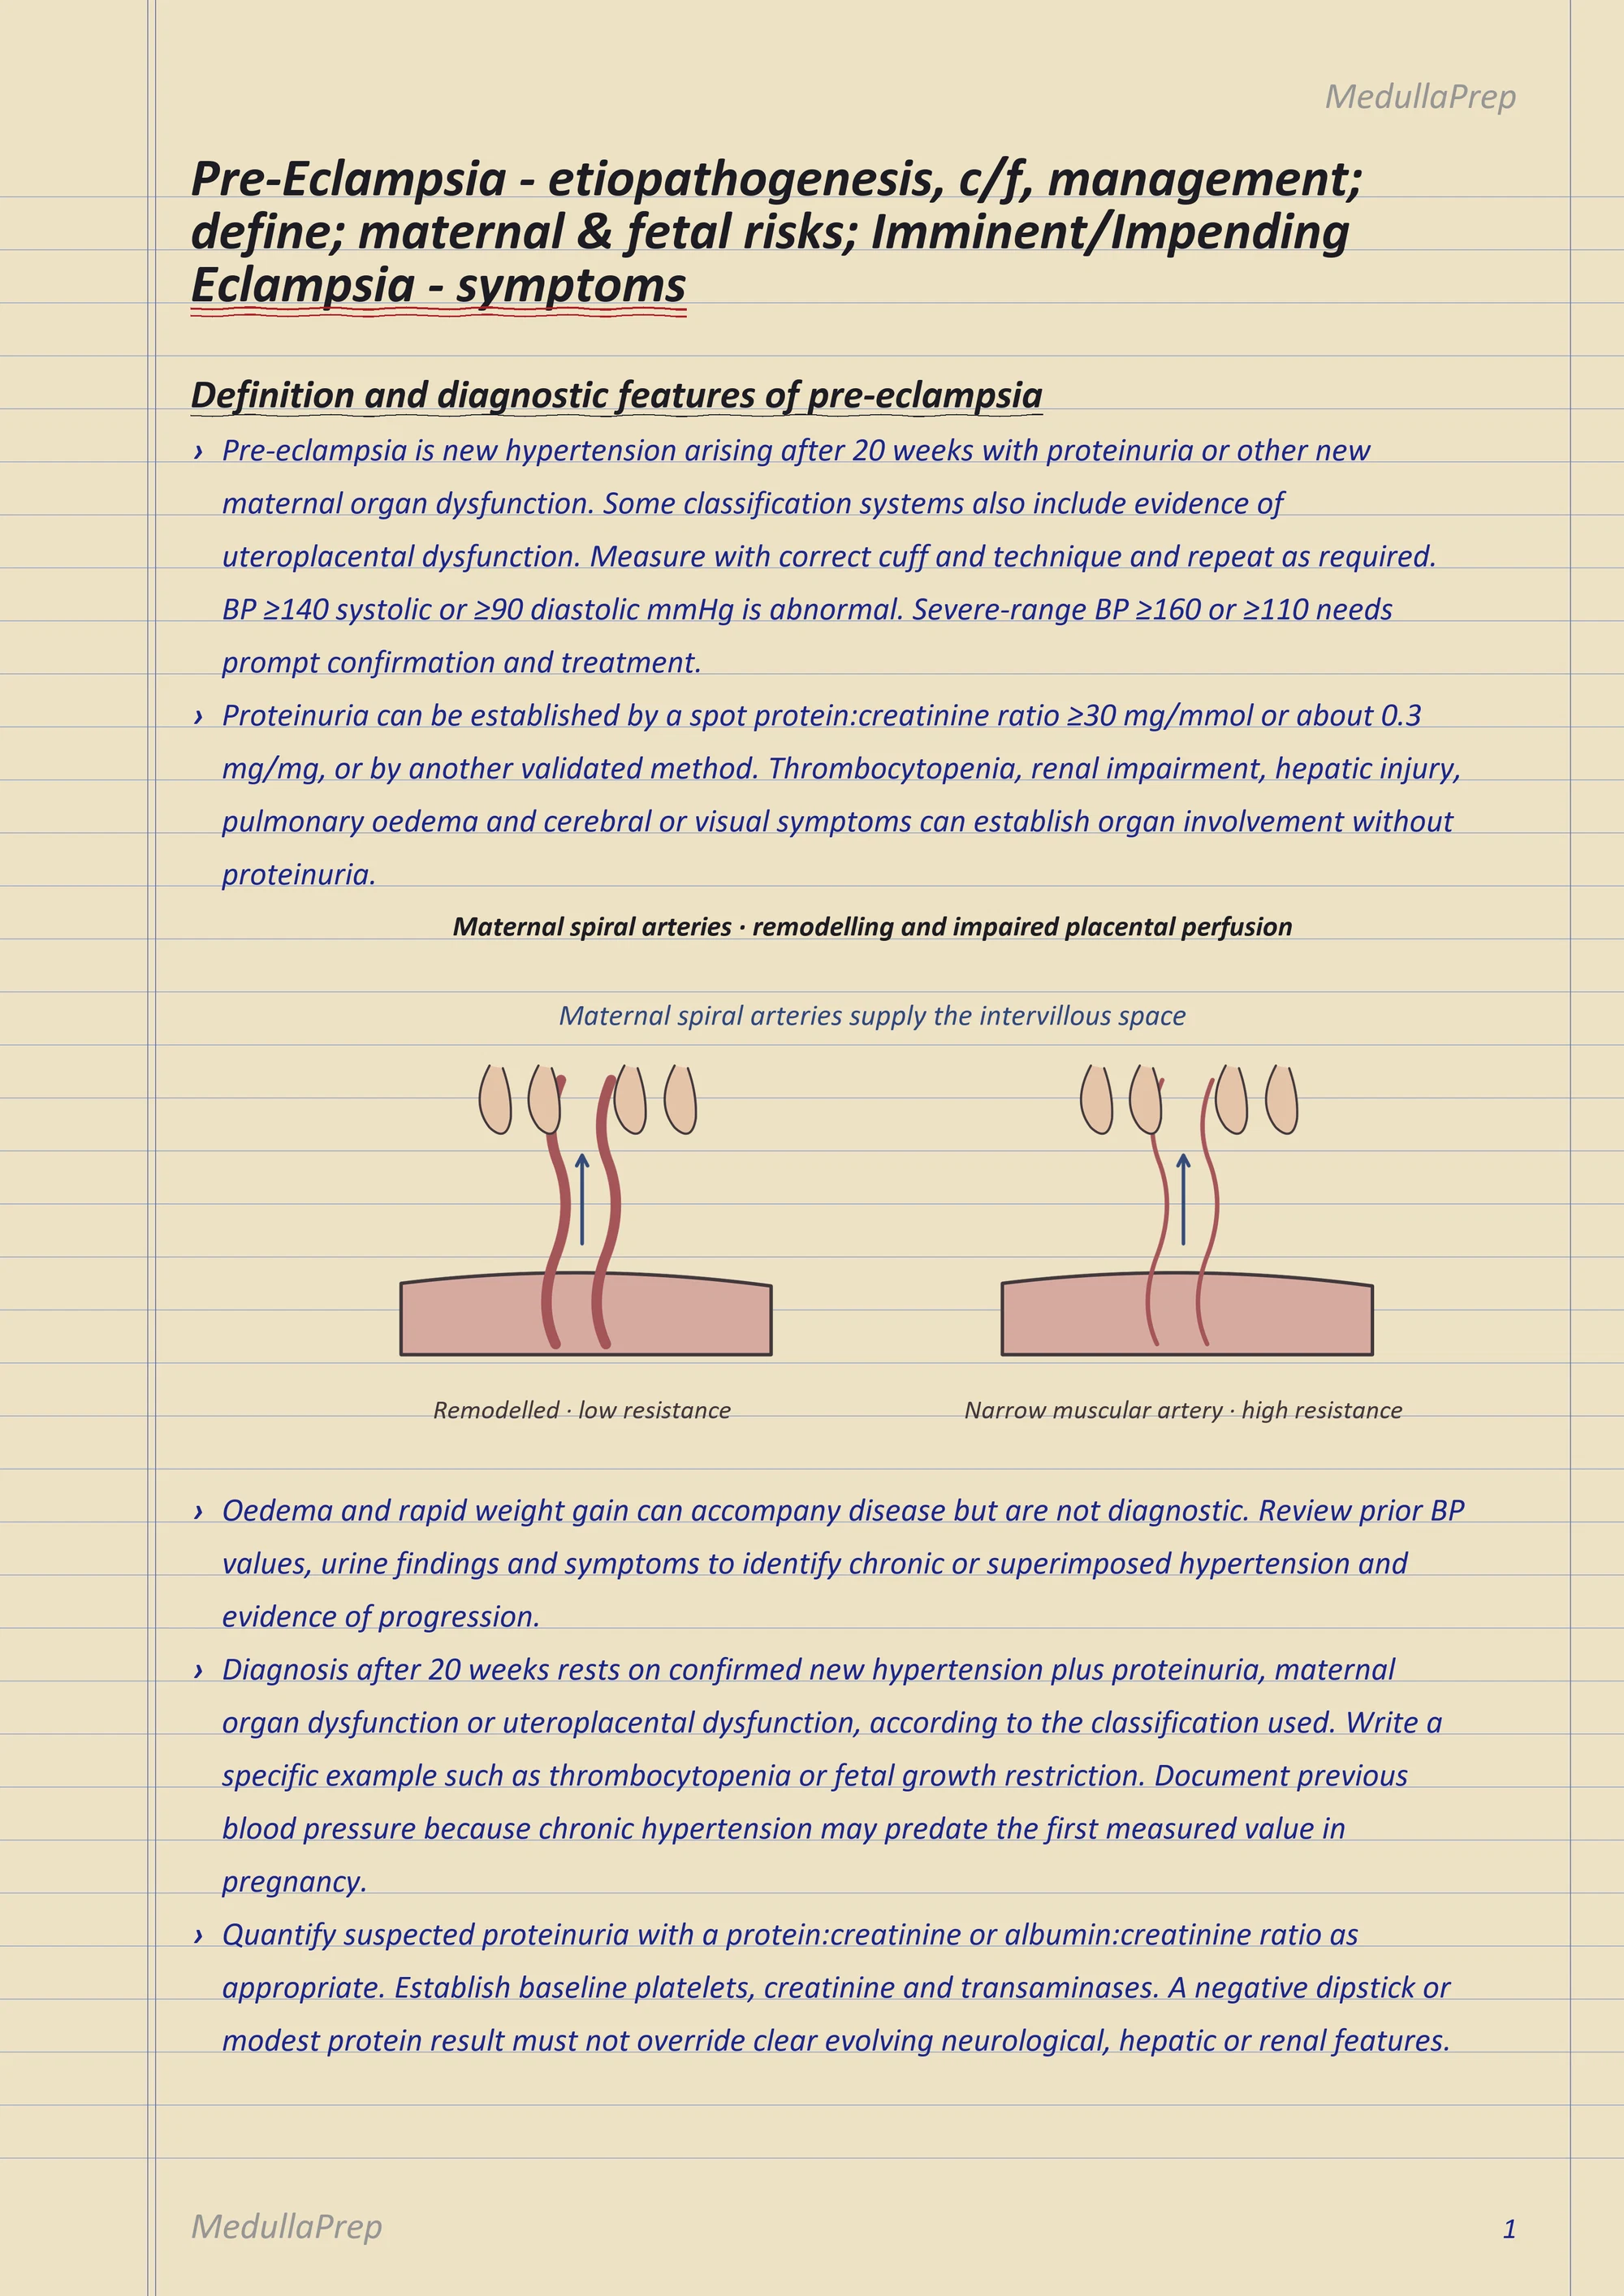 MedullaPrep
Pre-Eclampsia - etiopathogenesis, c/f, management;
define; maternal & fetal risks; Imminent/Impending
Eclampsia - symptoms
Definition and diagnostic features of pre-eclampsia
› Pre-eclampsia is new hypertension arising after 20 weeks with proteinuria or other new
maternal organ dysfunction. Some classification systems also include evidence of
uteroplacental dysfunction. Measure with correct cuff and technique and repeat as required.
BP ≥140 systolic or ≥90 diastolic mmHg is abnormal. Severe-range BP ≥160 or ≥110 needs
prompt confirmation and treatment.
› Proteinuria can be established by a spot protein:creatinine ratio ≥30 mg/mmol or about 0.3
mg/mg, or by another validated method. Thrombocytopenia, renal impairment, hepatic injury,
pulmonary oedema and cerebral or visual symptoms can establish organ involvement without
proteinuria.
Maternal spiral arteries · remodelling and impaired placental perfusion
Maternal spiral arteries supply the intervillous space
Remodelled · low resistance
Narrow muscular artery · high resistance
› Oedema and rapid weight gain can accompany disease but are not diagnostic. Review prior BP
values, urine findings and symptoms to identify chronic or superimposed hypertension and
evidence of progression.
› Diagnosis after 20 weeks rests on confirmed new hypertension plus proteinuria, maternal
organ dysfunction or uteroplacental dysfunction, according to the classification used. Write a
specific example such as thrombocytopenia or fetal growth restriction. Document previous
blood pressure because chronic hypertension may predate the first measured value in
pregnancy.
› Quantify suspected proteinuria with a protein:creatinine or albumin:creatinine ratio as
appropriate. Establish baseline platelets, creatinine and transaminases. A negative dipstick or
modest protein result must not override clear evolving neurological, hepatic or renal features.
MedullaPrep
1